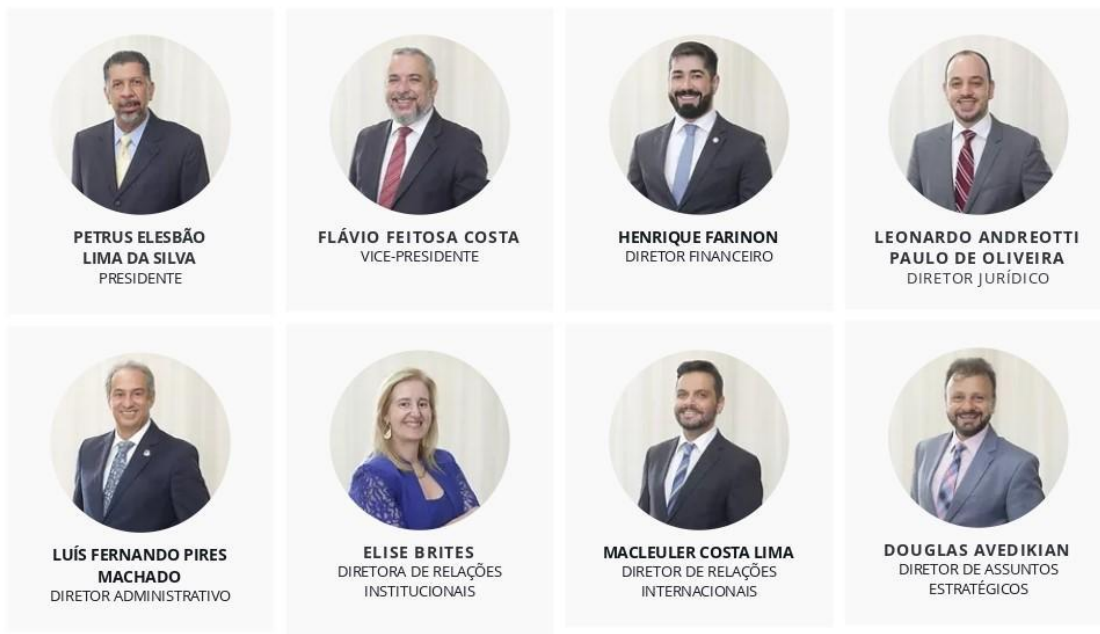 PETRUS ELESBÃO
LIMA DA SILVA
PRESIDENTE
FLÁVIO FEITOSA COSTA
VICE-PRESIDENTE
HENRIQUE FARINON
DIRETOR FINANCEIRO
LEONARDO ANDREOTTI
PAULO DE OLIVEIRA
DIRETOR JURÍDICO
LUÍS FERNANDO PIRES
MACHADO
DIRETOR ADMINISTRATIVO
ELISE BRITES
DIRETORA DE RELAÇÕES
INSTITUCIONAIS
MACLEULER COSTA LIMA
DIRETOR DE RELAÇÕES
INTERNACIONAIS
DOUGLAS AVEDIKIAN
DIRETOR DE ASSUNTOS
ESTRATÉGICOS